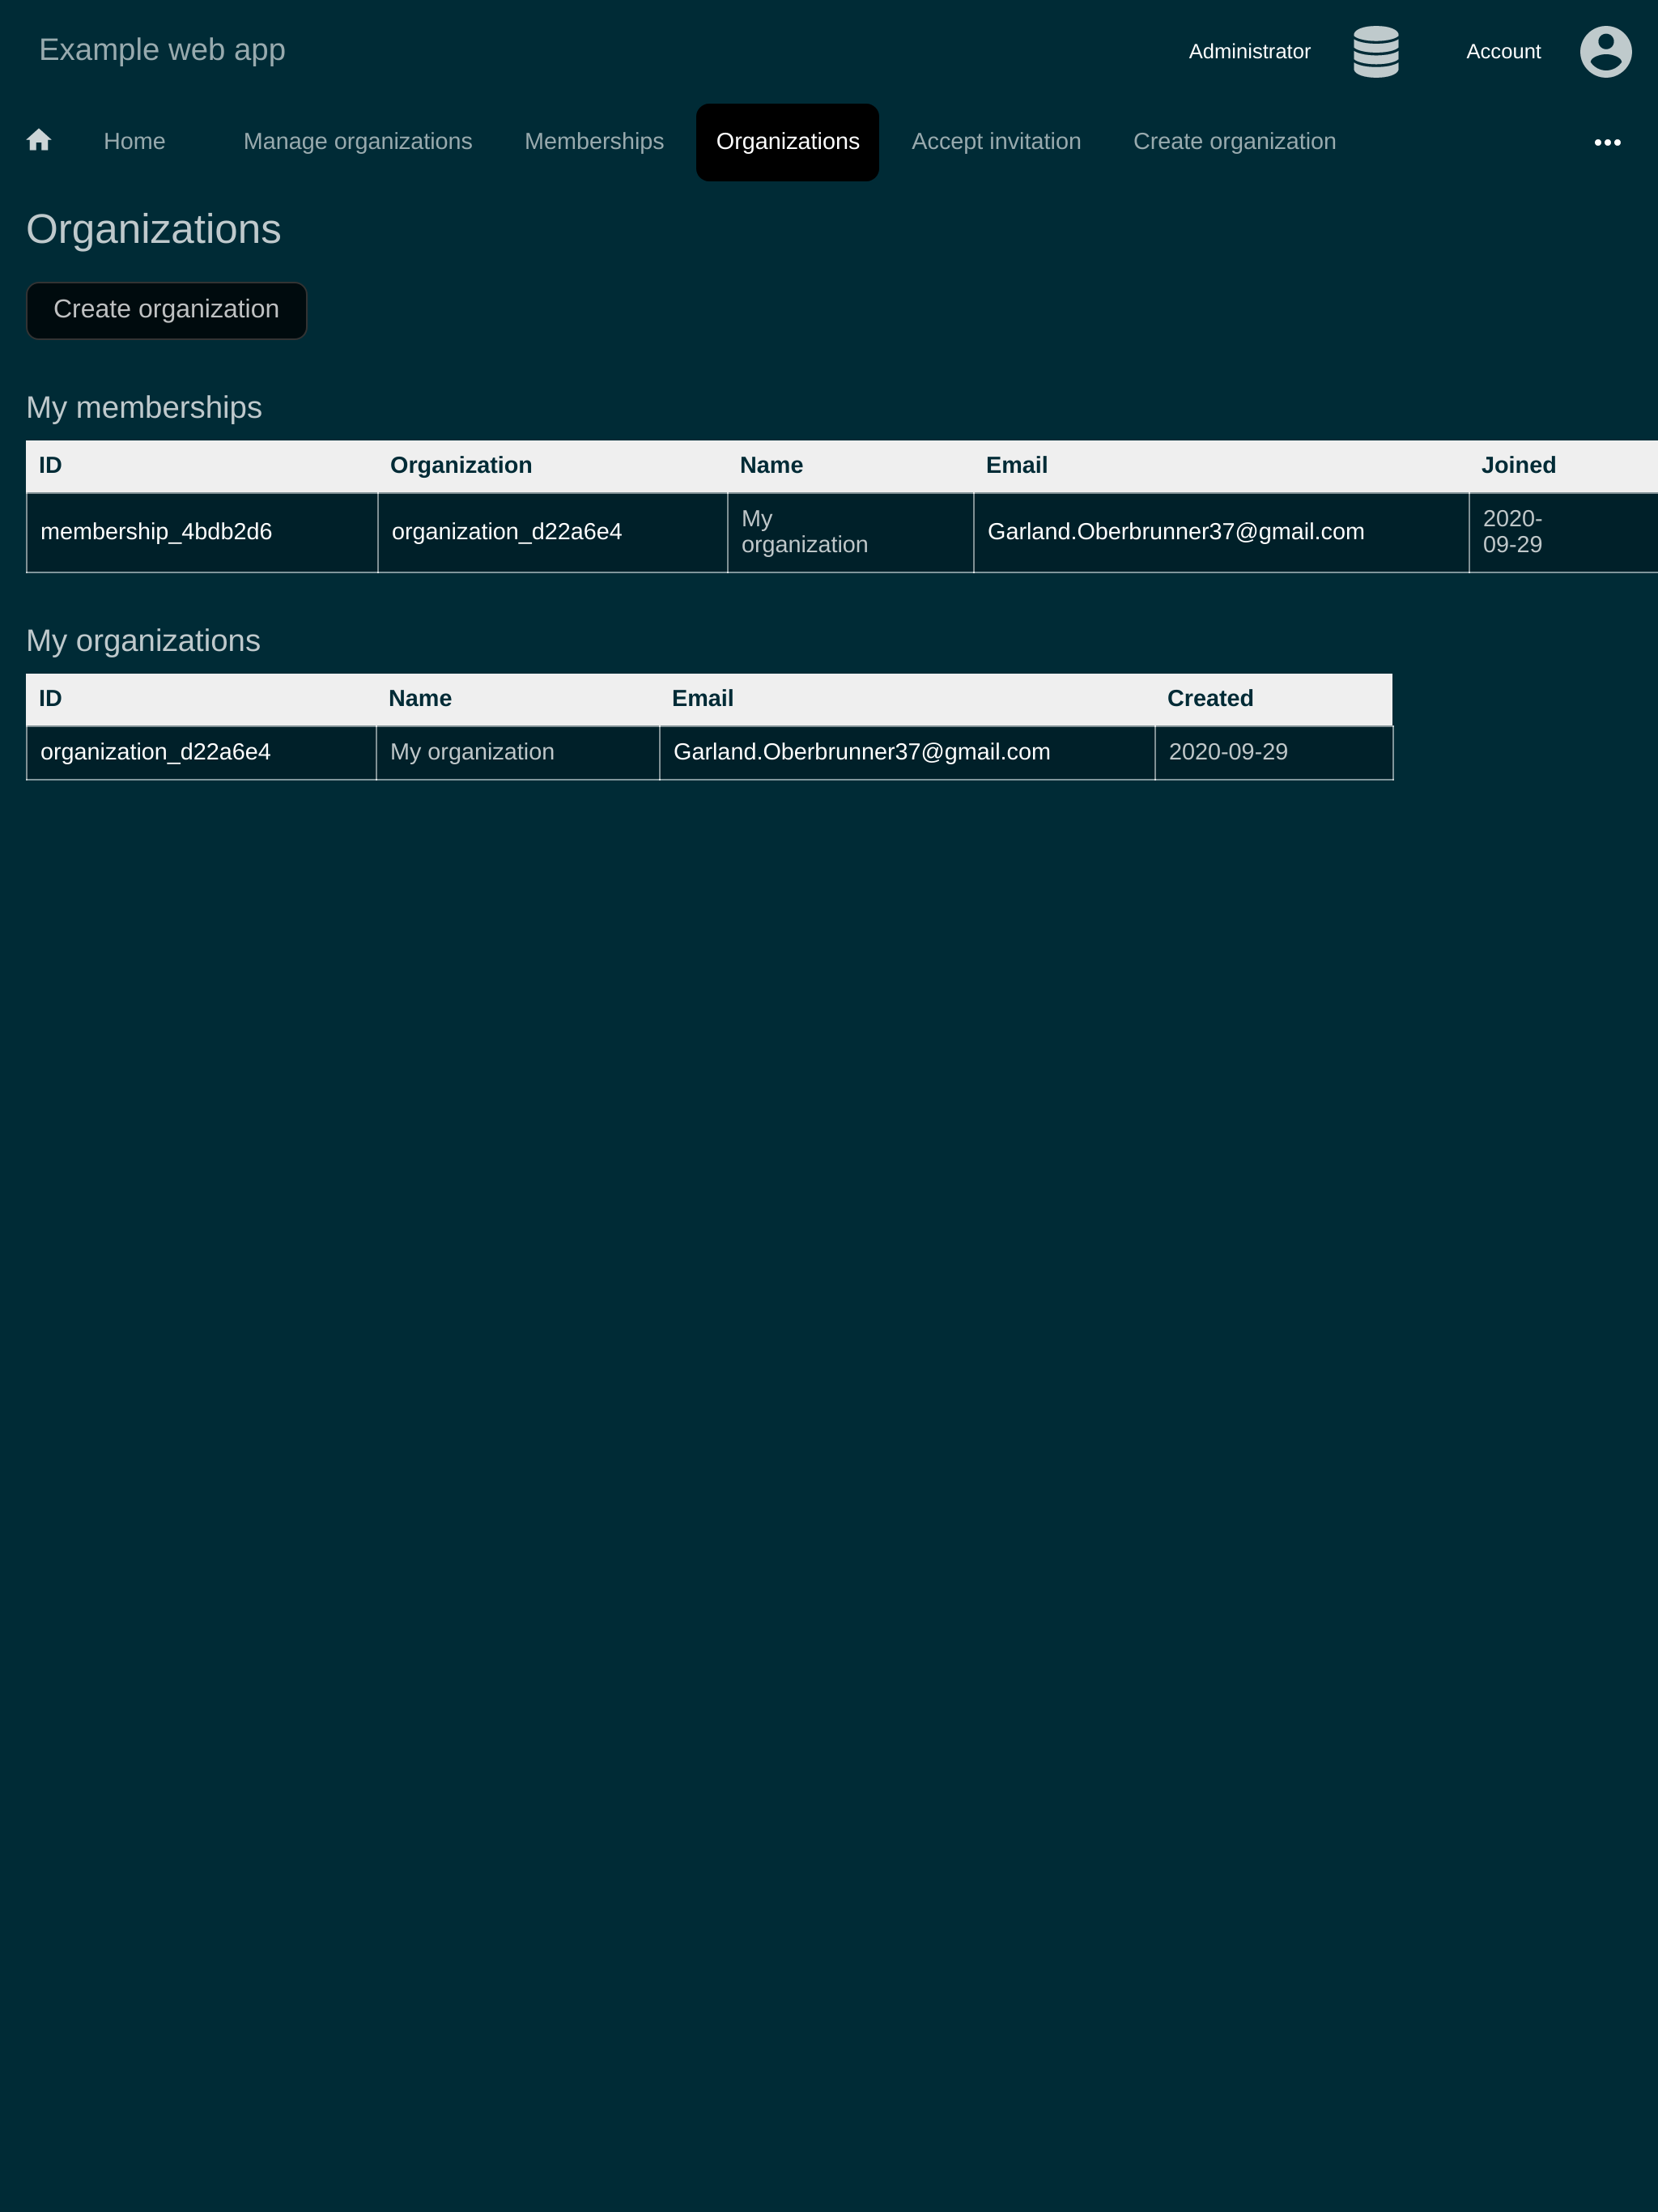 Example web app
Administrator
Account
Home
Manage organizations
Memberships
Organizations
Accept invitation
Create organization
Organizations
Create organization
My memberships
ID Organization Name Email Joined
membership_4bdb2d6 organization_d22a6e4 My organization Garland.Oberbrunner37@gmail.com 2020-09-29
My organizations
ID Name Email Created
organization_d22a6e4 My organization Garland.Oberbrunner37@gmail.com 2020-09-29